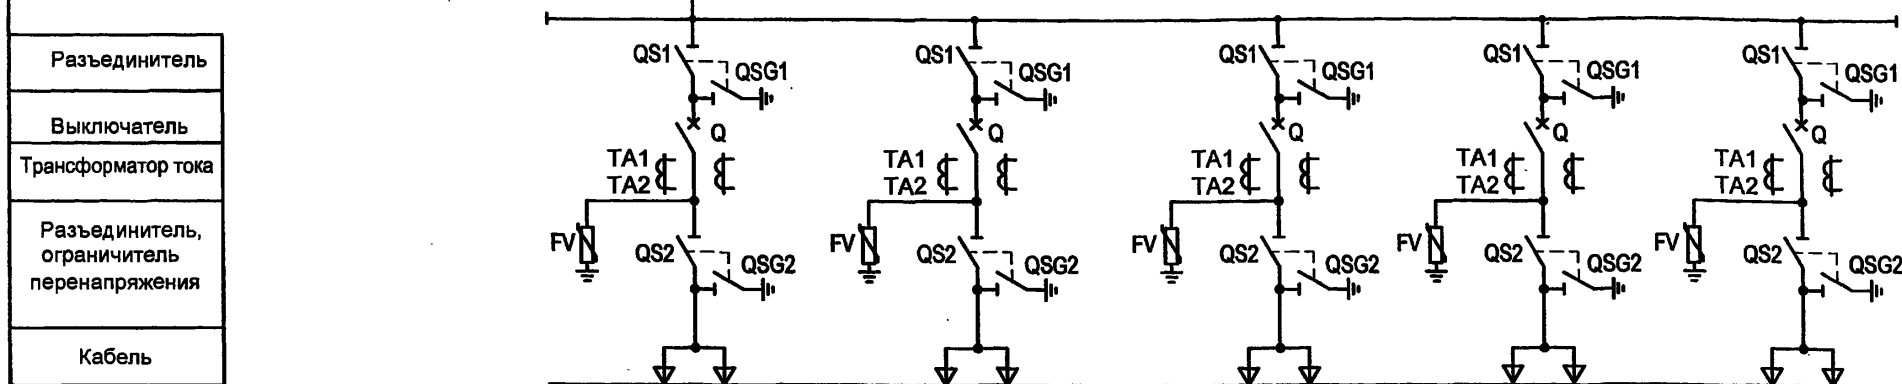 Разъединитель
Выключатель
Трансформатор тока
Разъединитель,
ограничитель
перенапряжения
Кабель
QS1 QSG1 QS1 QSG1 QS1 QSG1 QS1 QSG1 QS1 QSG1
Q Q Q Q Q
TA1 TA1 TA1 TA1 TA1
TA2 TA2 TA2 TA2 TA2
FV QS2 QSG2 FV QS2 QSG2 FV QS2 QSG2 FV QS2 QSG2 FV QS2 QSG2